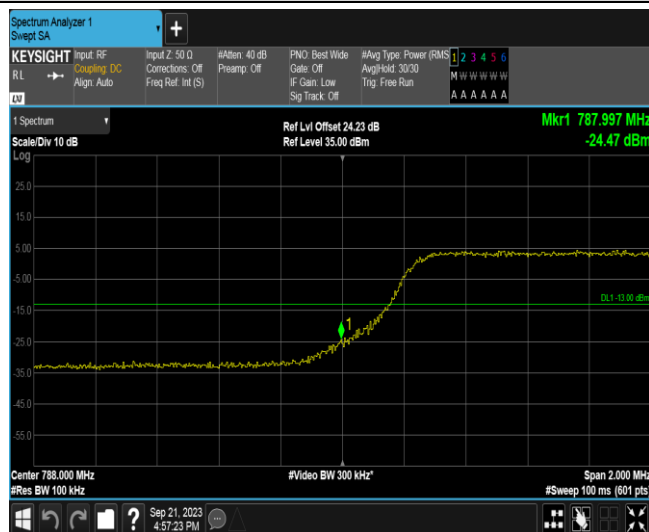 Spectrum Analyzer 1
Swept SA
KEYSIGHT
RL
LXI
Input: RF
Coupling: DC
Align: Auto
Input Z: 50 Ω
Corrections: Off
Freq Ref: Int (S)
#Atten: 40 dB
Preamp: Off
PNO: Best Wide
Gate: Off
IF Gain: Low
Sig Track: Off
#Avg Type: Power (RMS
Avg|Hold: 30/30
Trig: Free Run
1 2 3 4 5 6
M W W W W W
A A A A A A
1 Spectrum
Scale/Div 10 dB
Log
Ref Lvl Offset 24.23 dB
Ref Level 35.00 dBm
Mkr1 787.997 MHz
-24.47 dBm
25.0
15.0
5.00
-5.00
-15.0
-25.0
-35.0
-45.0
-55.0
DL1 -13.00 dBm
1
Center 788.000 MHz
#Res BW 100 kHz
#Video BW 300 kHz*
Span 2.000 MHz
#Sweep 100 ms (601 pts)
?
Sep 21, 2023
4:57:23 PM